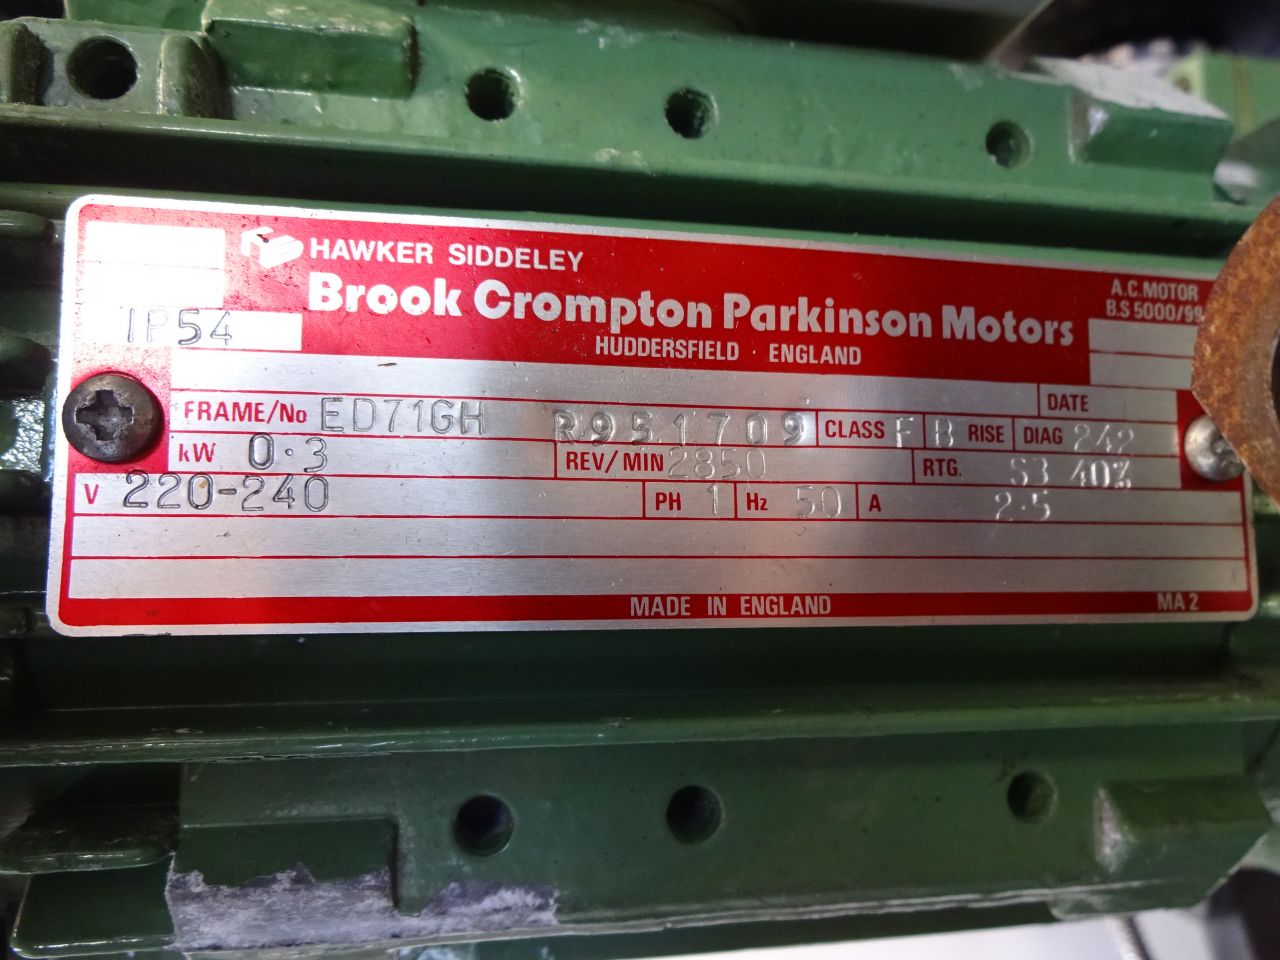 HAWKER SIDDELEY
Brook Crompton Parkinson Motors
HUDDERSFIELD · ENGLAND
A.C. MOTOR
B.S 5000/99
IP54
DATE
FRAME/No ED71GH R951709 CLASS F B RISE DIAG 242
kW 0.3 REV/MIN 2850 RTG. S3 40%
V 220-240 PH 1 Hz 50 A 2.5
MADE IN ENGLAND
MA2